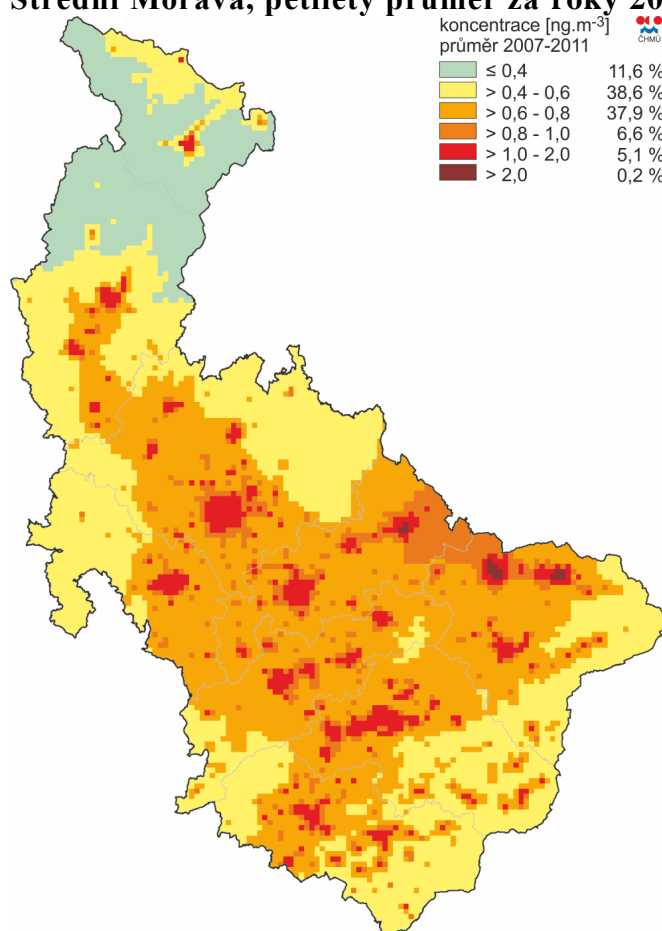 Střední Morava, pětiletý průměr za roky 20
koncentrace [ng.m⁻³]
průměr 2007-2011
ČHMÚ
≤ 0,4 11,6 %
> 0,4 - 0,6 38,6 %
> 0,6 - 0,8 37,9 %
> 0,8 - 1,0 6,6 %
> 1,0 - 2,0 5,1 %
> 2,0 0,2 %